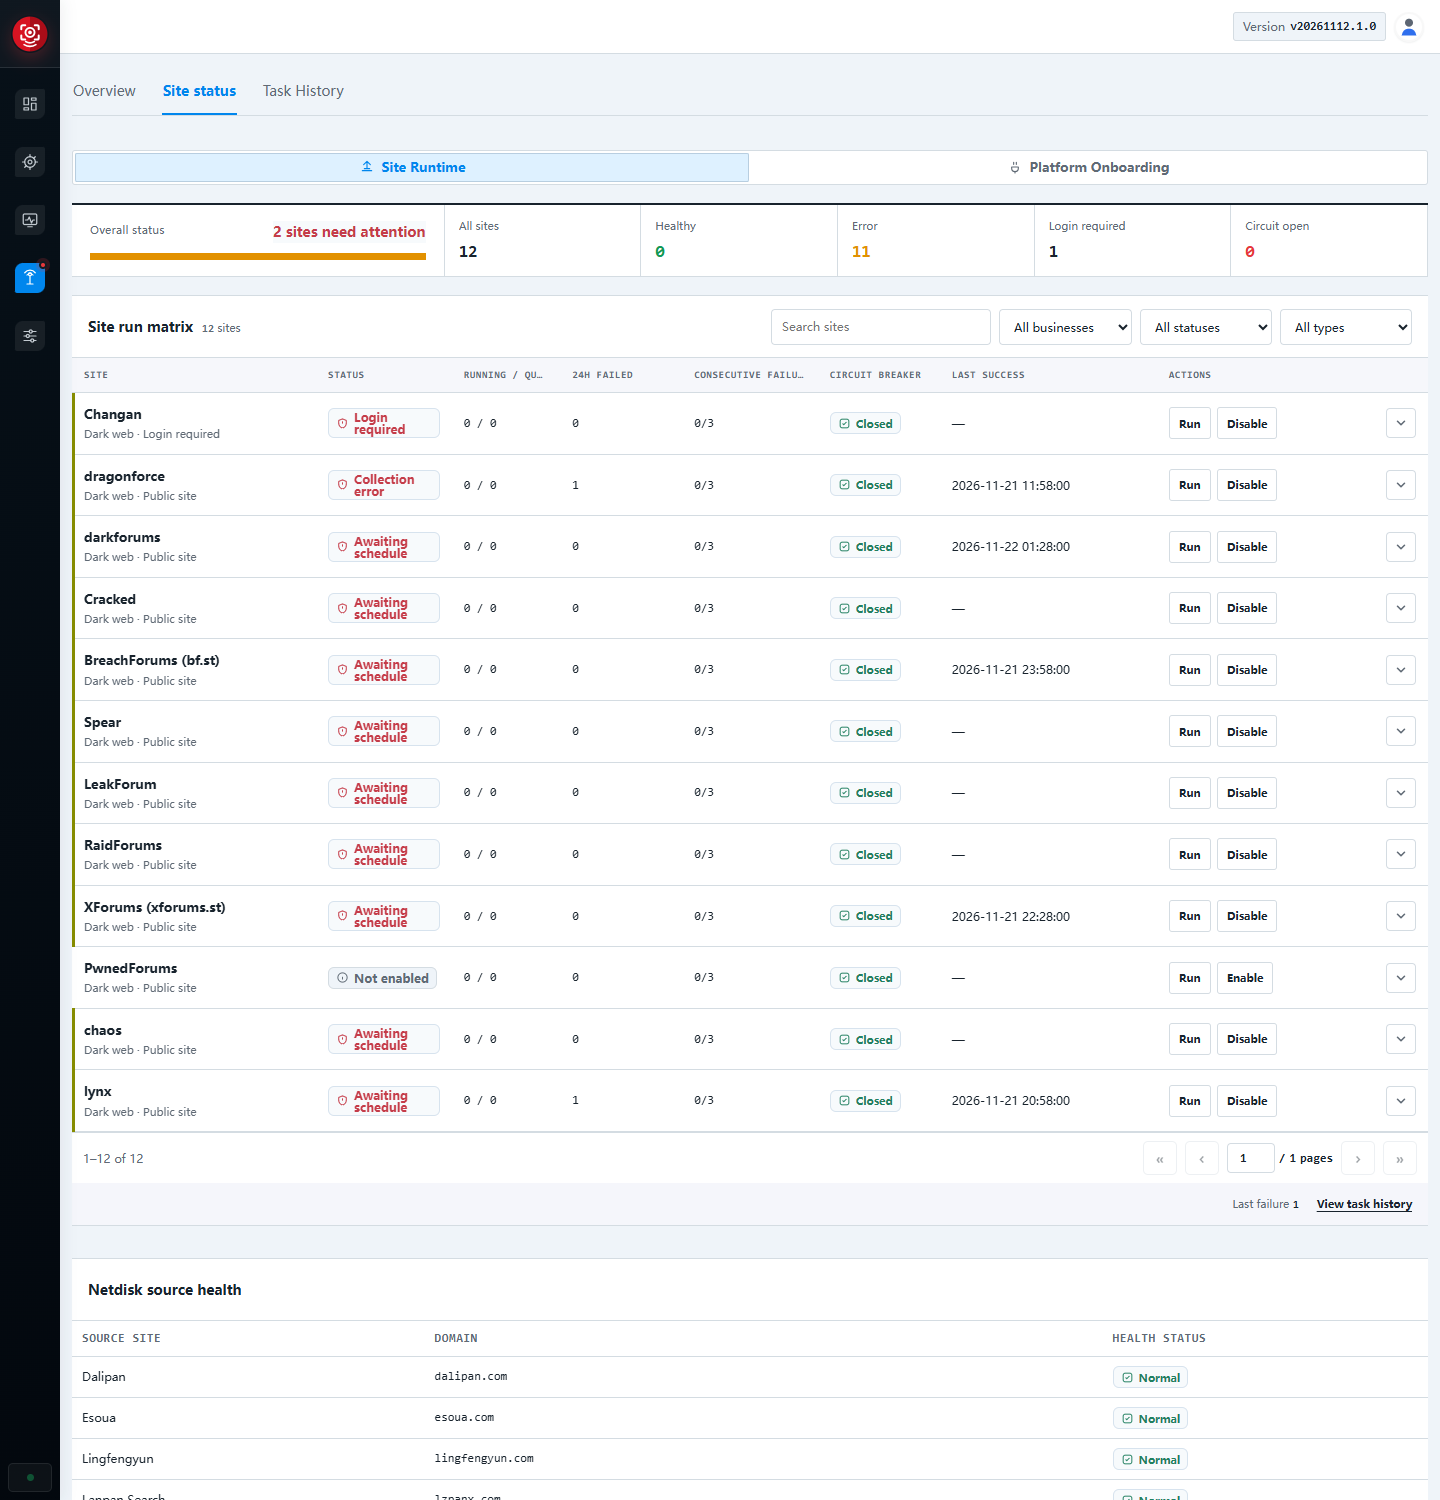 Version v20261112.1.0
Overview Site status Task History
Site Runtime Platform Onboarding
Overall status 2 sites need attention
All sites
12
Healthy
0
Error
11
Login required
1
Circuit open
0
Site run matrix 12 sites Search sites All businesses All statuses All types
SITE STATUS RUNNING / QU… 24H FAILED CONSECUTIVE FAILU… CIRCUIT BREAKER LAST SUCCESS ACTIONS
Changan
Dark web · Login required
Login
required
0 / 0 0 0/3 Closed — Run Disable
dragonforce
Dark web · Public site
Collection
error
0 / 0 1 0/3 Closed 2026-11-21 11:58:00 Run Disable
darkforums
Dark web · Public site
Awaiting
schedule
0 / 0 0 0/3 Closed 2026-11-22 01:28:00 Run Disable
Cracked
Dark web · Public site
Awaiting
schedule
0 / 0 0 0/3 Closed — Run Disable
BreachForums (bf.st)
Dark web · Public site
Awaiting
schedule
0 / 0 0 0/3 Closed 2026-11-21 23:58:00 Run Disable
Spear
Dark web · Public site
Awaiting
schedule
0 / 0 0 0/3 Closed — Run Disable
LeakForum
Dark web · Public site
Awaiting
schedule
0 / 0 0 0/3 Closed — Run Disable
RaidForums
Dark web · Public site
Awaiting
schedule
0 / 0 0 0/3 Closed — Run Disable
XForums (xforums.st)
Dark web · Public site
Awaiting
schedule
0 / 0 0 0/3 Closed 2026-11-21 22:28:00 Run Disable
PwnedForums
Dark web · Public site
Not enabled
0 / 0 0 0/3 Closed — Run Enable
chaos
Dark web · Public site
Awaiting
schedule
0 / 0 0 0/3 Closed — Run Disable
lynx
Dark web · Public site
Awaiting
schedule
0 / 0 1 0/3 Closed 2026-11-21 20:58:00 Run Disable
1–12 of 12 « ‹ 1 / 1 pages › »
Last failure 1 View task history
Netdisk source health
SOURCE SITE DOMAIN HEALTH STATUS
Dalipan dalipan.com Normal
Esoua esoua.com Normal
Lingfengyun lingfengyun.com Normal
Search Normal